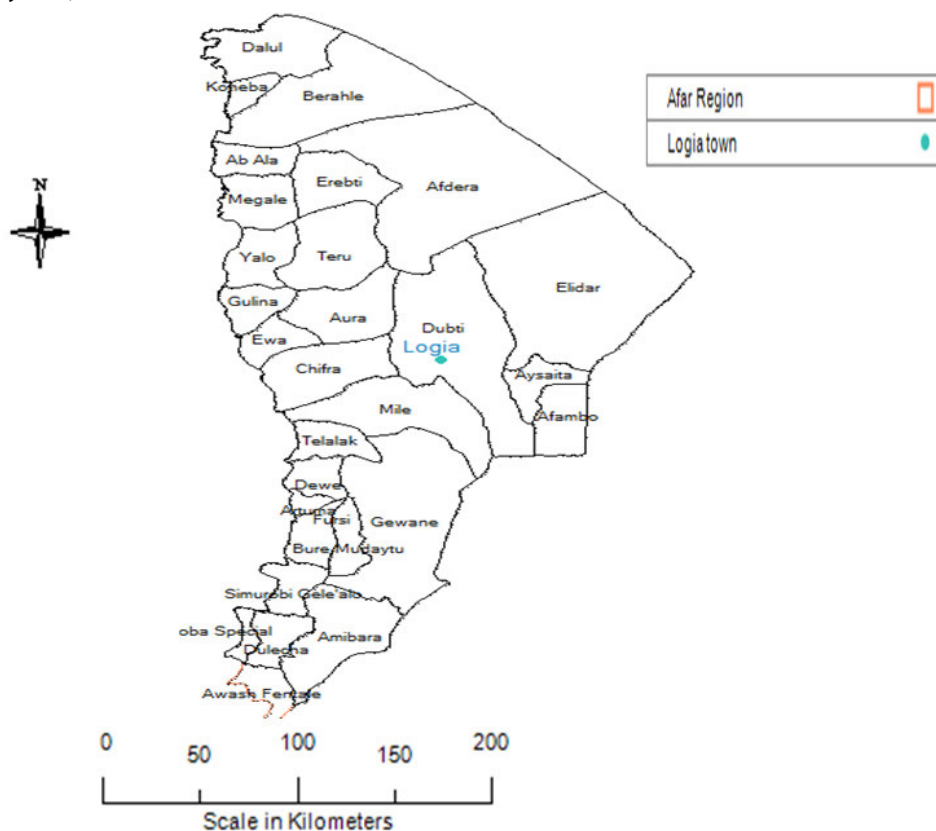 Dalul
Koneba
Berahle
Afar Region
Logia town
Ab Ala
Erebti
Afdera
Megale
N
Yalo
Teru
Elidar
Gulina
Aura
Dubti
Ewa
Logia
Chifra
Aysaita
Mile
Afambo
Telalak
Dewe
Artuma
Fursi
Gewane
Bure Mudaytu
Simurobi Gele'alo
oba Special
Amibara
Dulecha
Awash Fentale
0
50
100
150
200
Scale in Kilometers